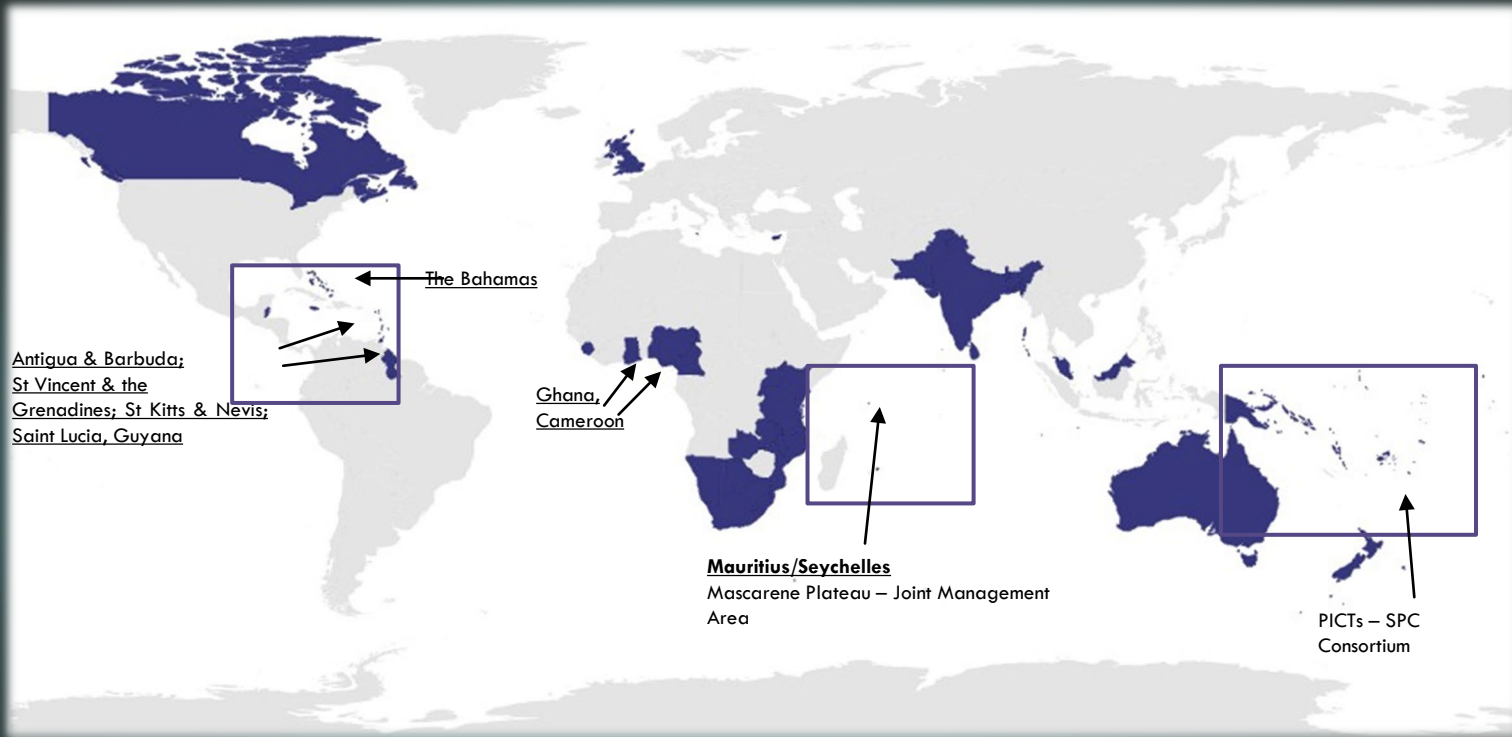 The Bahamas
Antigua & Barbuda;
St Vincent & the
Grenadines; St Kitts & Nevis;
Saint Lucia, Guyana
Ghana,
Cameroon
Mauritius/Seychelles
Mascarene Plateau – Joint Management
Area
PICTs – SPC
Consortium